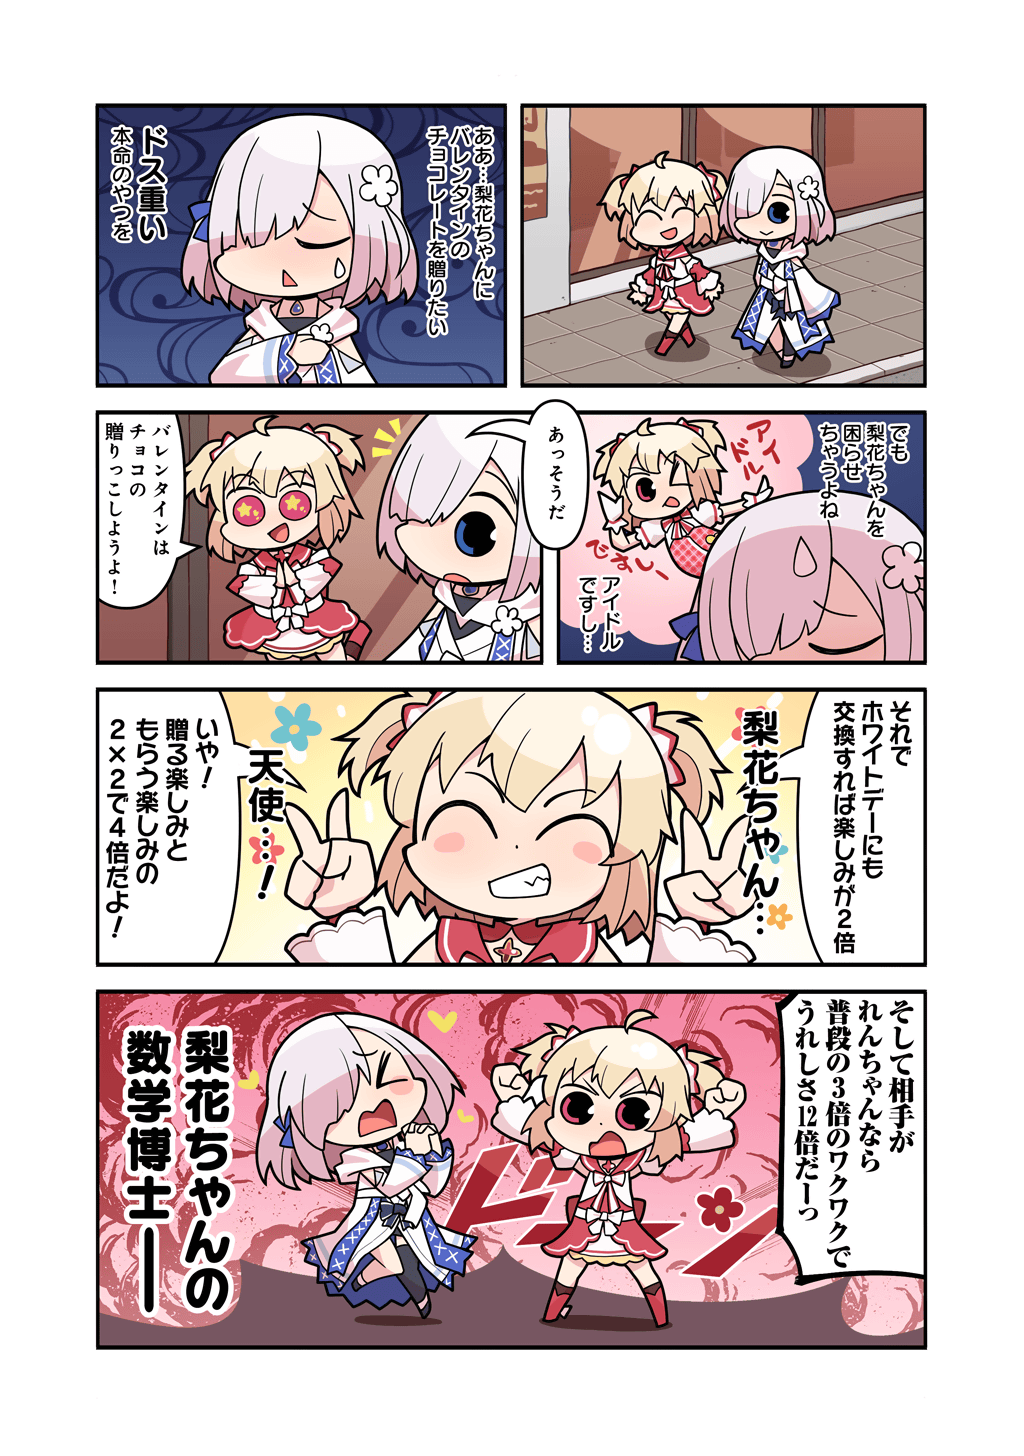 ああ…梨花ちゃんに
バレンタインの
チョコレートを贈りたい
ドス重い
本命のやつを
でも
梨花ちゃんを
困らせ
ちゃうよね
アイドル
ですしー
アイドル
ですし…
あっそうだ
バレンタインは
チョコの
贈りっこしようよ！
それで
ホワイトデーにも
交換すれば楽しみが２倍
梨花ちゃん…
天使…！
いや！
贈る楽しみと
もらう楽しみの
２×２で４倍だよ！
そして相手が
れんちゃんなら
普段の３倍のワクワクで
うれしさ12倍だーっ
ドーン
梨花ちゃんの
数学博士――